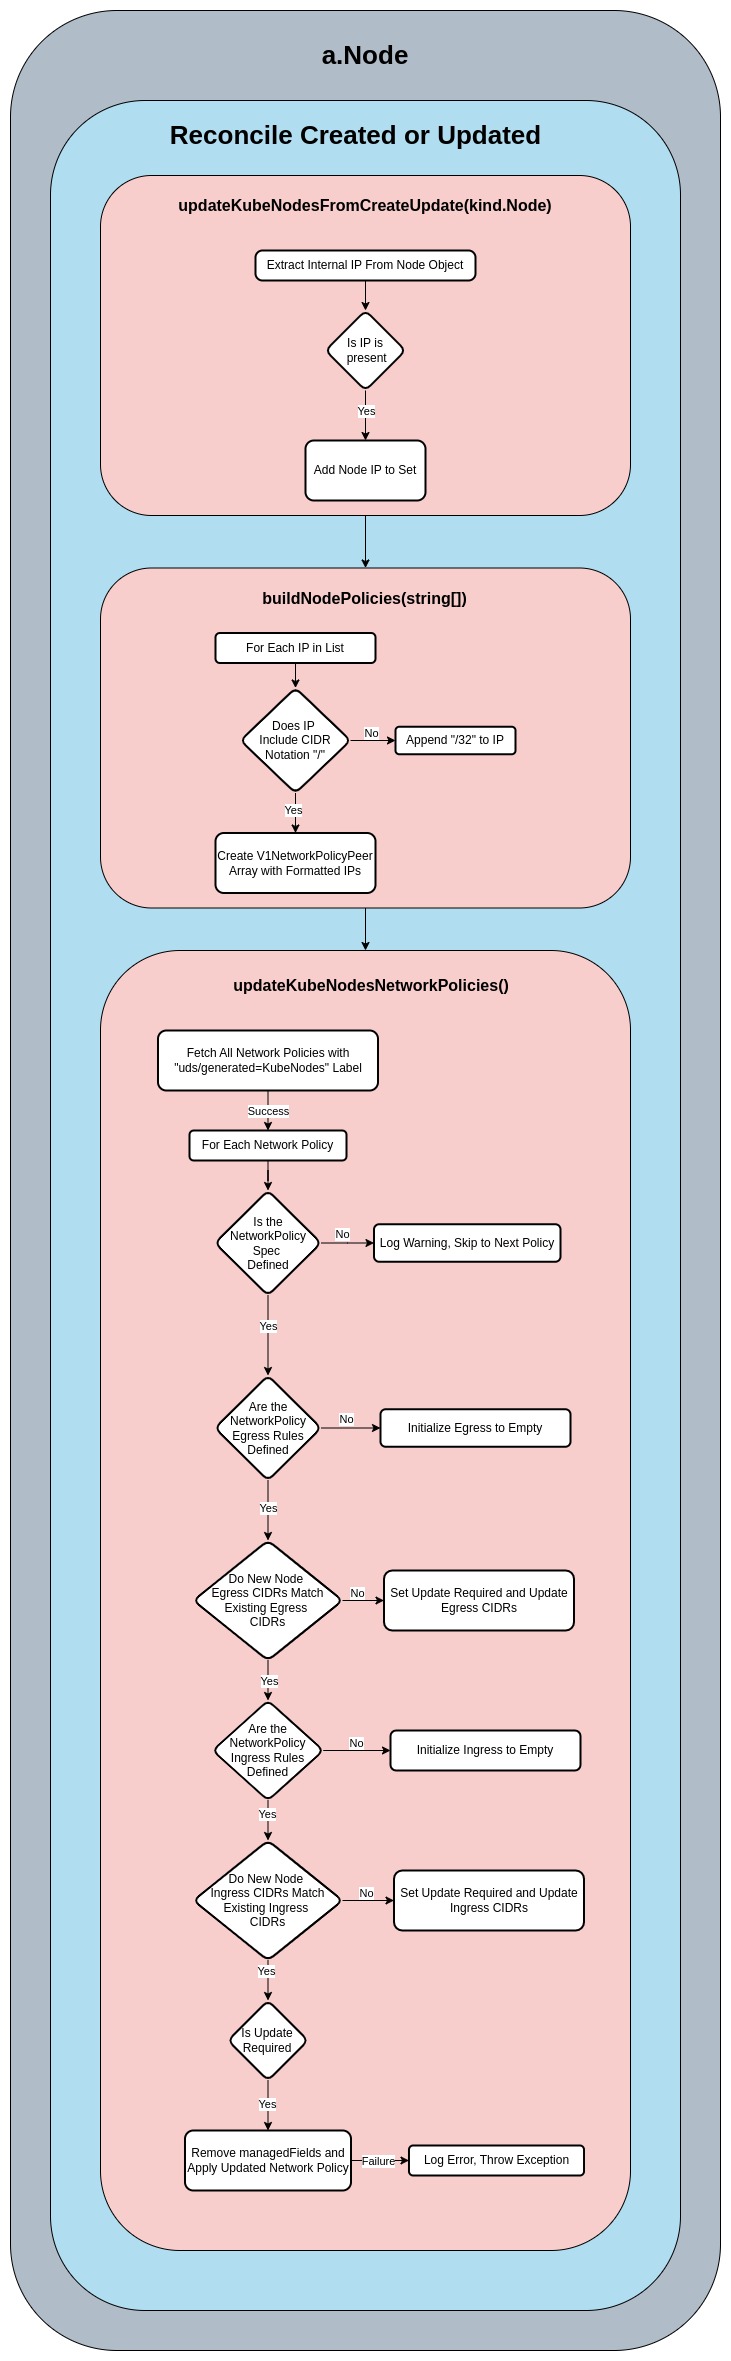 a.Node
Reconcile Created or Updated
updateKubeNodesFromCreateUpdate(kind.Node)
Extract Internal IP From Node Object
Is IP is
present
Yes
Add Node IP to Set
buildNodePolicies(string[])
For Each IP in List
Does IP
Include CIDR
Notation "/"
No
Append "/32" to IP
Yes
Create V1NetworkPolicyPeer
Array with Formatted IPs
updateKubeNodesNetworkPolicies()
Fetch All Network Policies with
"uds/generated=KubeNodes" Label
Success
For Each Network Policy
Is the
NetworkPolicy
Spec
Defined
No
Log Warning, Skip to Next Policy
Yes
Are the
NetworkPolicy
Egress Rules
Defined
No
Initialize Egress to Empty
Yes
Do New Node
Egress CIDRs Match
Existing Egress
CIDRs
No
Set Update Required and Update
Egress CIDRs
Yes
Are the
NetworkPolicy
Ingress Rules
Defined
No
Initialize Ingress to Empty
Yes
Do New Node
Ingress CIDRs Match
Existing Ingress
CIDRs
No
Set Update Required and Update
Ingress CIDRs
Yes
Is Update
Required
Yes
Remove managedFields and
Apply Updated Network Policy
Failure
Log Error, Throw Exception